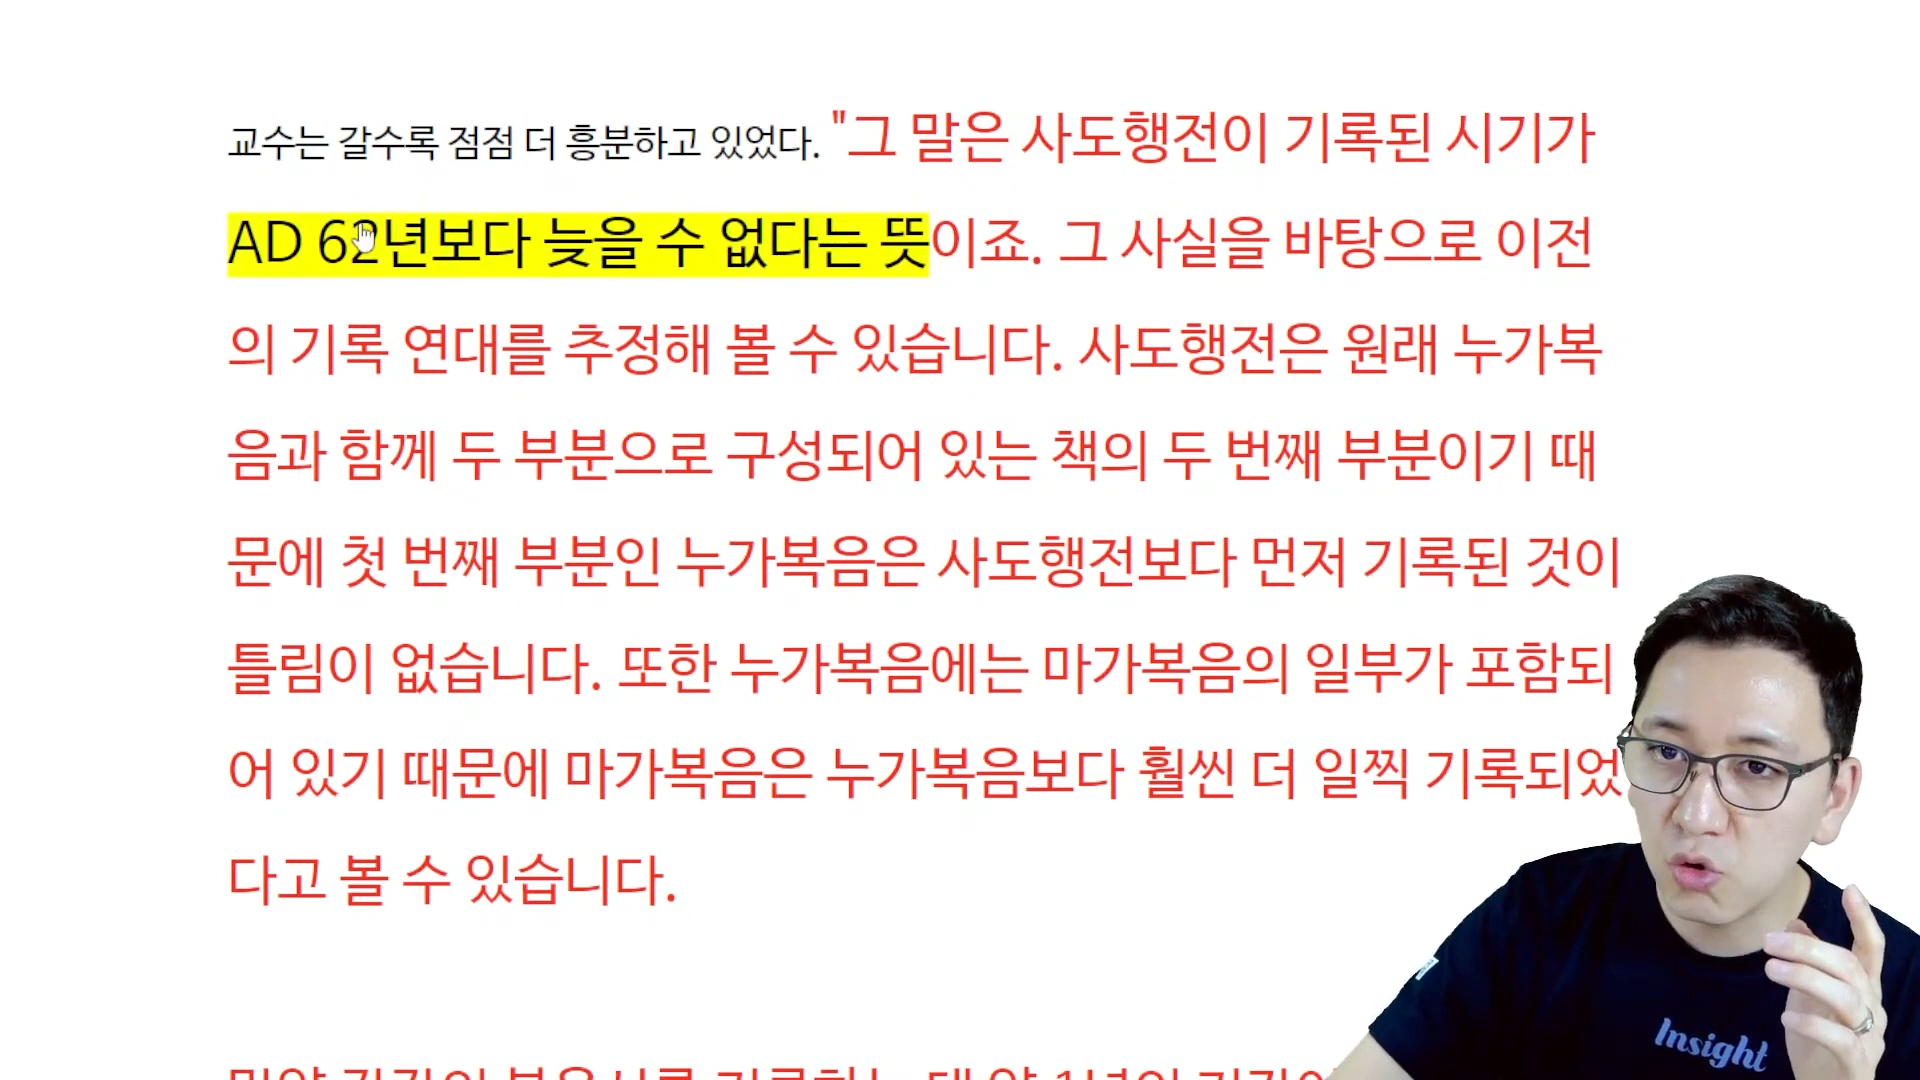 교수는 갈수록 점점 더 흥분하고 있었다. "그 말은 사도행전이 기록된 시기가
AD 62년보다 늦을 수 없다는 뜻이죠. 그 사실을 바탕으로 이전
의 기록 연대를 추정해 볼 수 있습니다. 사도행전은 원래 누가복
음과 함께 두 부분으로 구성되어 있는 책의 두 번째 부분이기 때
문에 첫 번째 부분인 누가복음은 사도행전보다 먼저 기록된 것이
틀림이 없습니다. 또한 누가복음에는 마가복음의 일부가 포함되
어 있기 때문에 마가복음은 누가복음보다 훨씬 더 일찍 기록되었
다고 볼 수 있습니다.
Insight